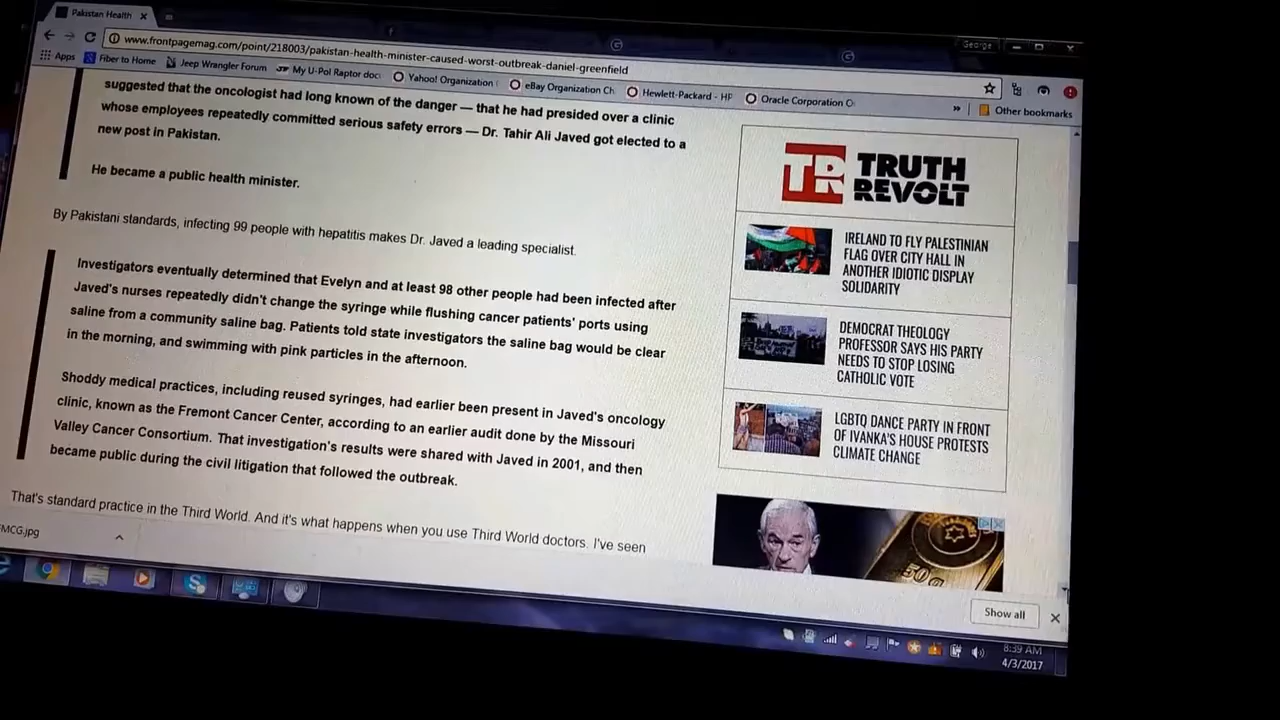 Pakistan Health
George
www.frontpagemag.com/point/218003/pakistan-health-minister-caused-worst-outbreak-daniel-greenfield
Apps Fiber to Home Jeep Wrangler Forum My U-Pol Raptor doc Yahoo! Organization eBay Organization Ch Hewlett-Packard - HP Oracle Corporation O » Other bookmarks
suggested that the oncologist had long known of the danger — that he had presided over a clinic
whose employees repeatedly committed serious safety errors — Dr. Tahir Ali Javed got elected to a
new post in Pakistan.
He became a public health minister.
By Pakistani standards, infecting 99 people with hepatitis makes Dr. Javed a leading specialist.
Investigators eventually determined that Evelyn and at least 98 other people had been infected after
Javed's nurses repeatedly didn't change the syringe while flushing cancer patients' ports using
saline from a community saline bag. Patients told state investigators the saline bag would be clear
in the morning, and swimming with pink particles in the afternoon.
Shoddy medical practices, including reused syringes, had earlier been present in Javed's oncology
clinic, known as the Fremont Cancer Center, according to an earlier audit done by the Missouri
Valley Cancer Consortium. That investigation's results were shared with Javed in 2001, and then
became public during the civil litigation that followed the outbreak.
That's standard practice in the Third World. And it's what happens when you use Third World doctors. I've seen
TR TRUTH
REVOLT
IRELAND TO FLY PALESTINIAN
FLAG OVER CITY HALL IN
ANOTHER IDIOTIC DISPLAY
SOLIDARITY
DEMOCRAT THEOLOGY
PROFESSOR SAYS HIS PARTY
NEEDS TO STOP LOSING
CATHOLIC VOTE
LGBTQ DANCE PARTY IN FRONT
OF IVANKA'S HOUSE PROTESTS
CLIMATE CHANGE
50g
MCG.jpg
Show all
8:39 AM
4/3/2017